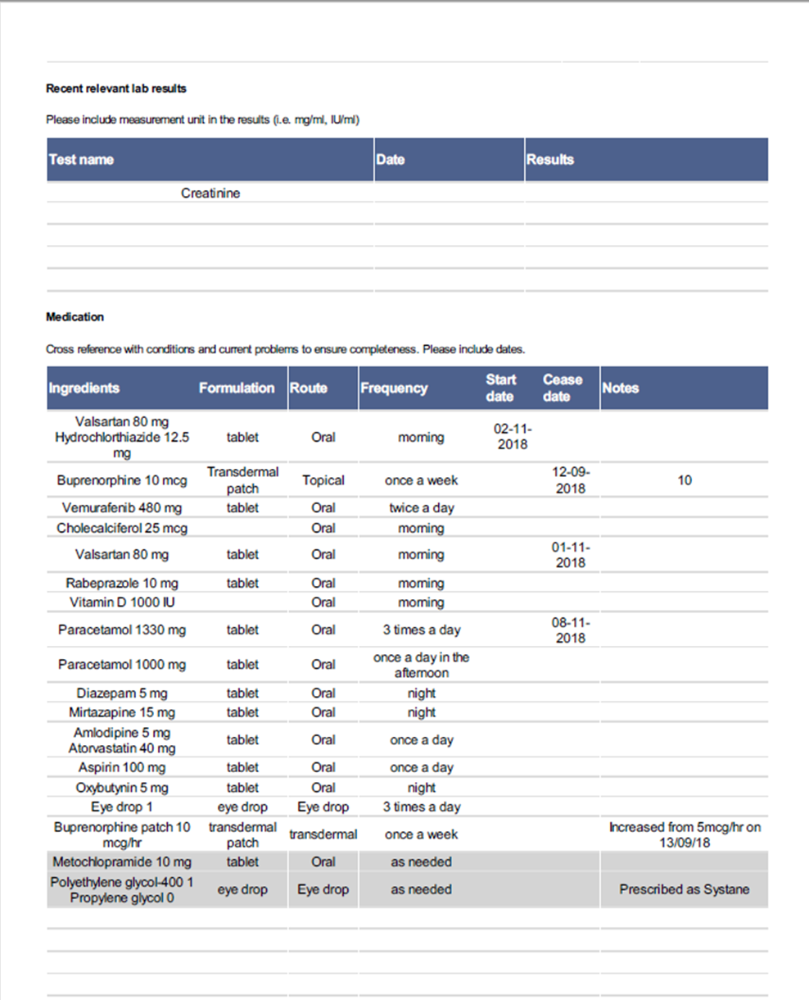 Recent relevant lab results
Please include measurement unit in the results (i.e. mg/ml, IU/ml)
Test name Date Results
Creatinine
Medication
Cross reference with conditions and current problems to ensure completeness. Please include dates.
Ingredients Formulation Route Frequency Start date Cease date Notes
Valsartan 80 mg Hydrochlorthiazide 12.5 mg tablet Oral morning 02-11-2018
Buprenorphine 10 mcg Transdermal patch Topical once a week 12-09-2018 10
Vemurafenib 480 mg tablet Oral twice a day
Cholecalciferol 25 mcg Oral morning
Valsartan 80 mg tablet Oral morning 01-11-2018
Rabeprazole 10 mg tablet Oral morning
Vitamin D 1000 IU Oral morning
Paracetamol 1330 mg tablet Oral 3 times a day 08-11-2018
Paracetamol 1000 mg tablet Oral once a day in the afternoon
Diazepam 5 mg tablet Oral night
Mirtazapine 15 mg tablet Oral night
Amlodipine 5 mg Atorvastatin 40 mg tablet Oral once a day
Aspirin 100 mg tablet Oral once a day
Oxybutynin 5 mg tablet Oral night
Eye drop 1 eye drop Eye drop 3 times a day
Buprenorphine patch 10 mcg/hr transdermal patch transdermal once a week Increased from 5mcg/hr on 13/09/18
Metochlopramide 10 mg tablet Oral as needed
Polyethylene glycol-400 1 Propylene glycol 0 eye drop Eye drop as needed Prescribed as Systane